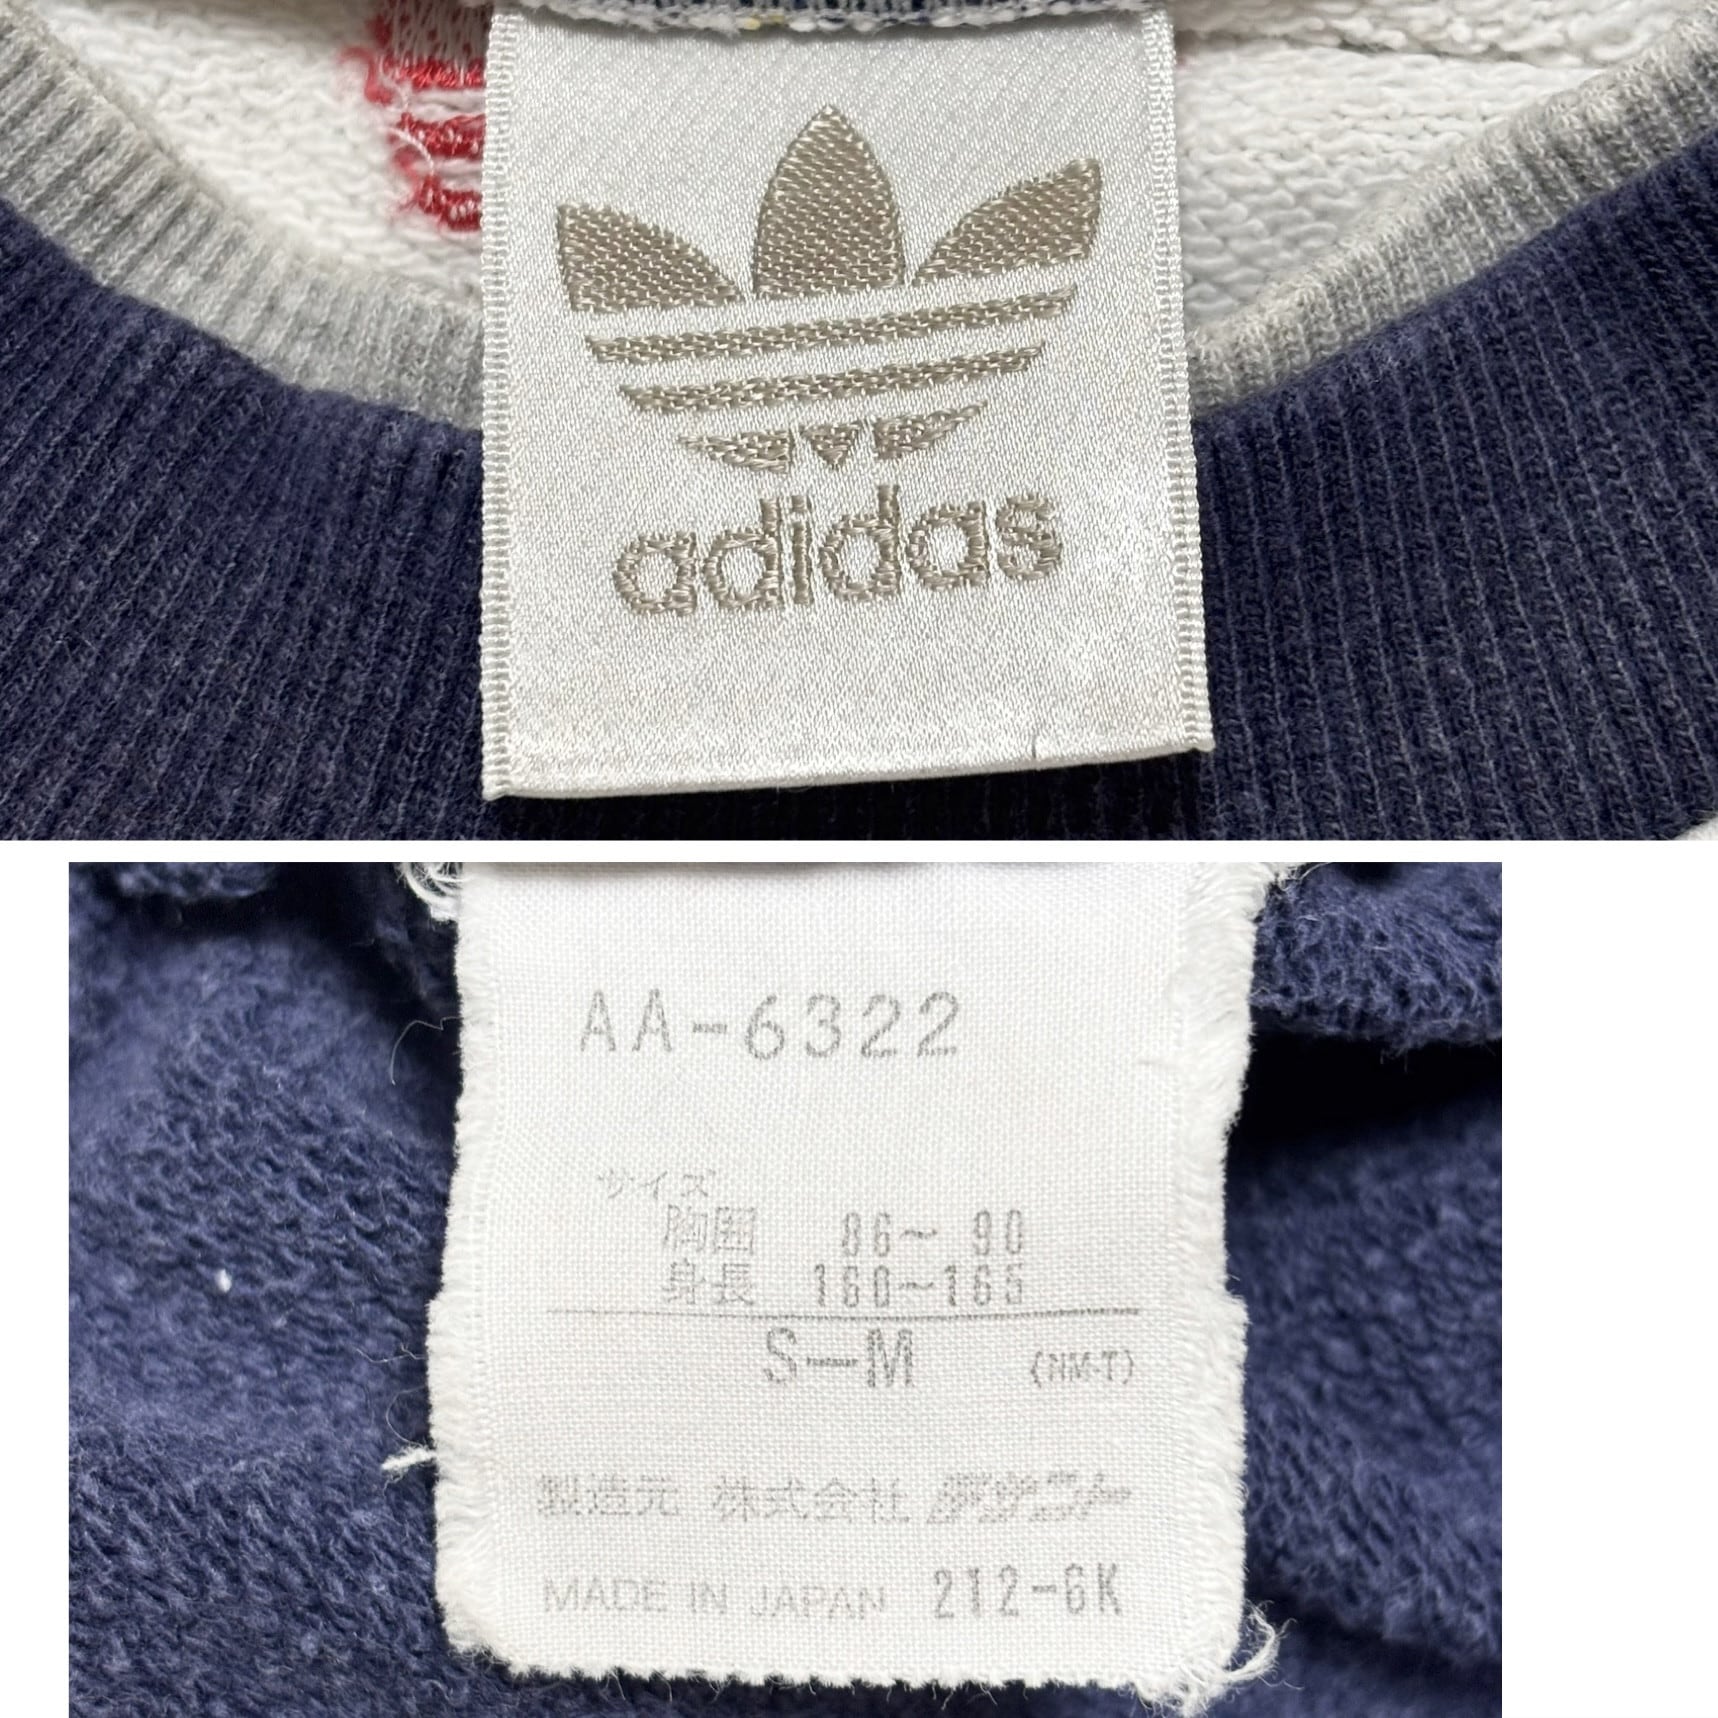 adidas
AA-6322
サイズ
胸囲 86～90
身長 160～165
S-M (NM-T)
製造元 株式会社 デサント
MADE IN JAPAN 212-6K